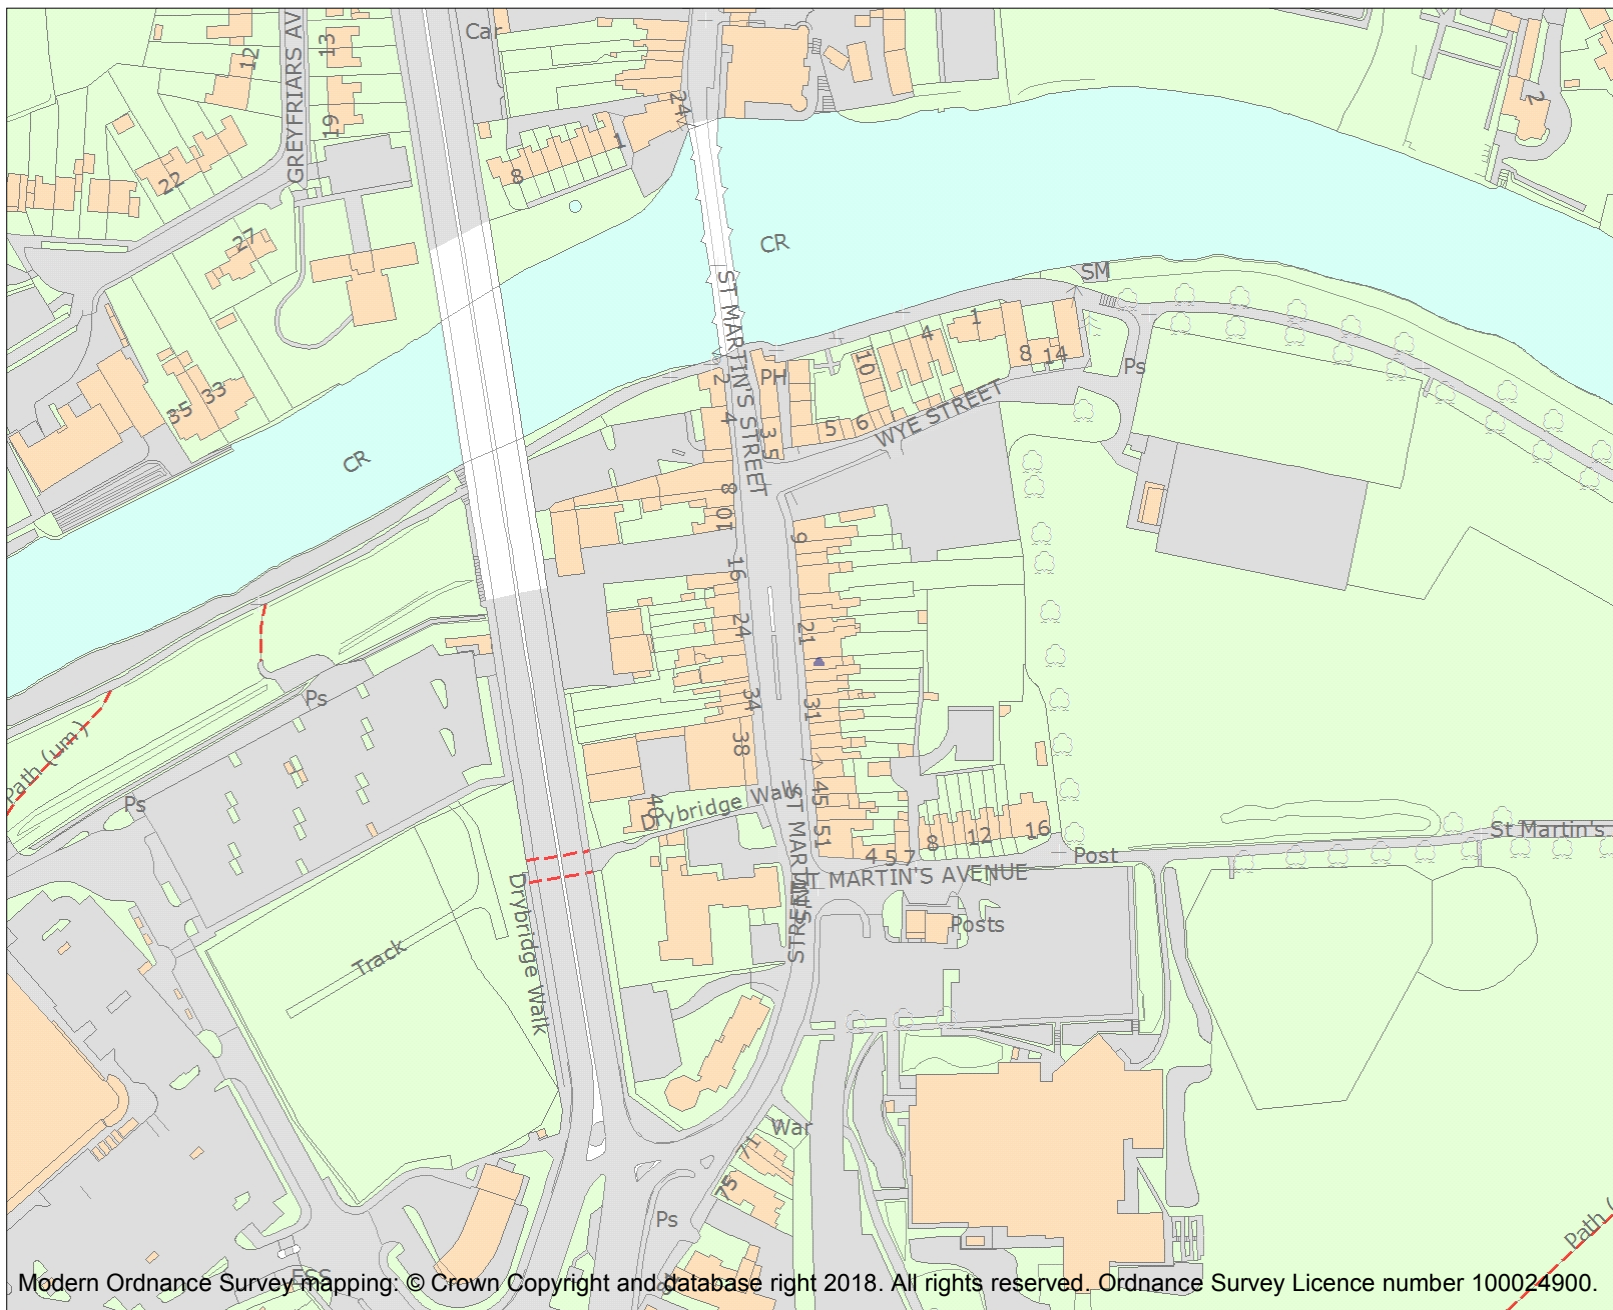 GREYFRIARS AV
12
13
19
22
27
33
35
Car
24
1
8
CR
CR
ST MARTIN'S STREET
SM
PH
2
4
3
5
8
10
16
24
34
38
40
9
21
31
45
51
10
4
1
8
14
5
6
WYE STREET
Ps
2
Path (um)
Ps
Ps
Drybridge Walk
Drybridge Walk
Track
4
5
7
8
12
16
ST MARTIN'S AVENUE
Post
St Martin's
Posts
War
71
75
Ps
ESS
Path (
Modern Ordnance Survey mapping: © Crown Copyright and database right 2018. All rights reserved. Ordnance Survey Licence number 100024900.